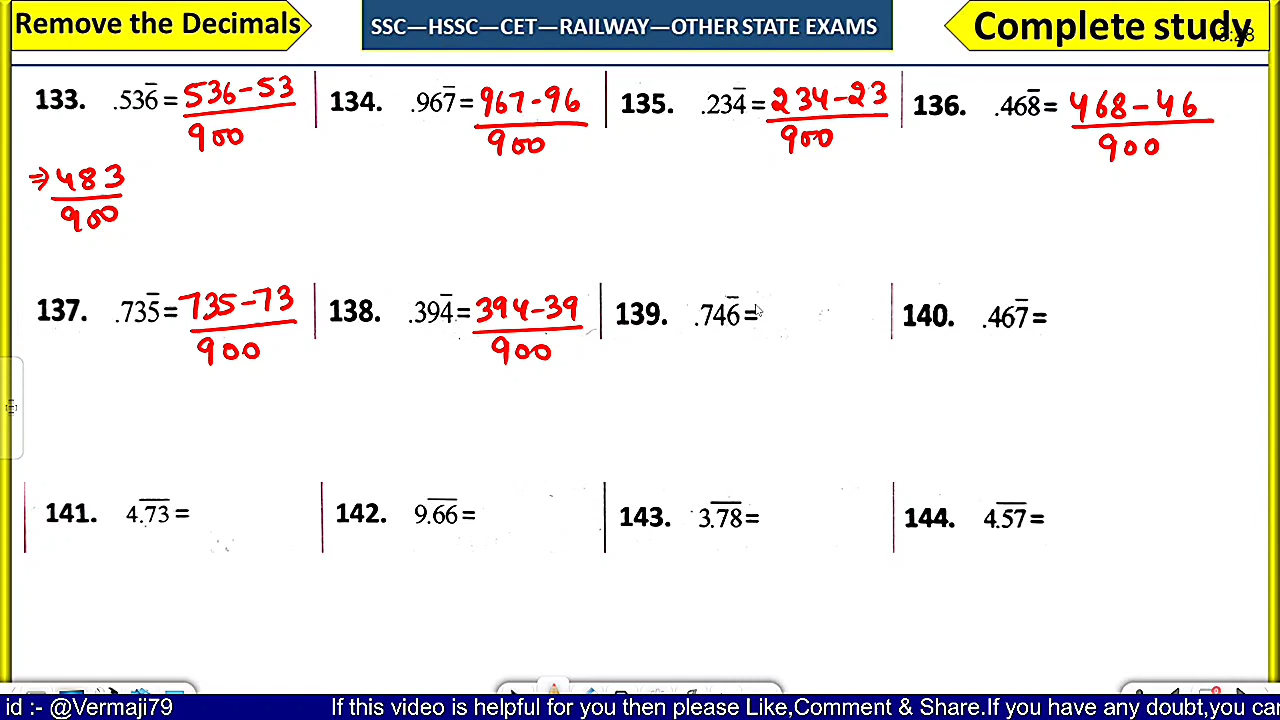 Remove the Decimals
SSC—HSSC—CET—RAILWAY—OTHER STATE EXAMS
Complete study
133. .536̅ = 536-53
900
134. .967̅ = 967-96
900
135. .234̅ = 234-23
900
136. .468̅ = 468-46
900
⇒ 483
900
137. .735̅ = 735-73
900
138. .394̅ = 394-39
900
139. .746̅ =
140. .467̅ =
141. 4.7̅3̅ =
142. 9.6̅6̅ =
143. 3.7̅8̅ =
144. 4.5̅7̅ =
id :- @Vermaji79 If this video is helpful for you then please Like,Comment & Share.If you have any doubt,you can